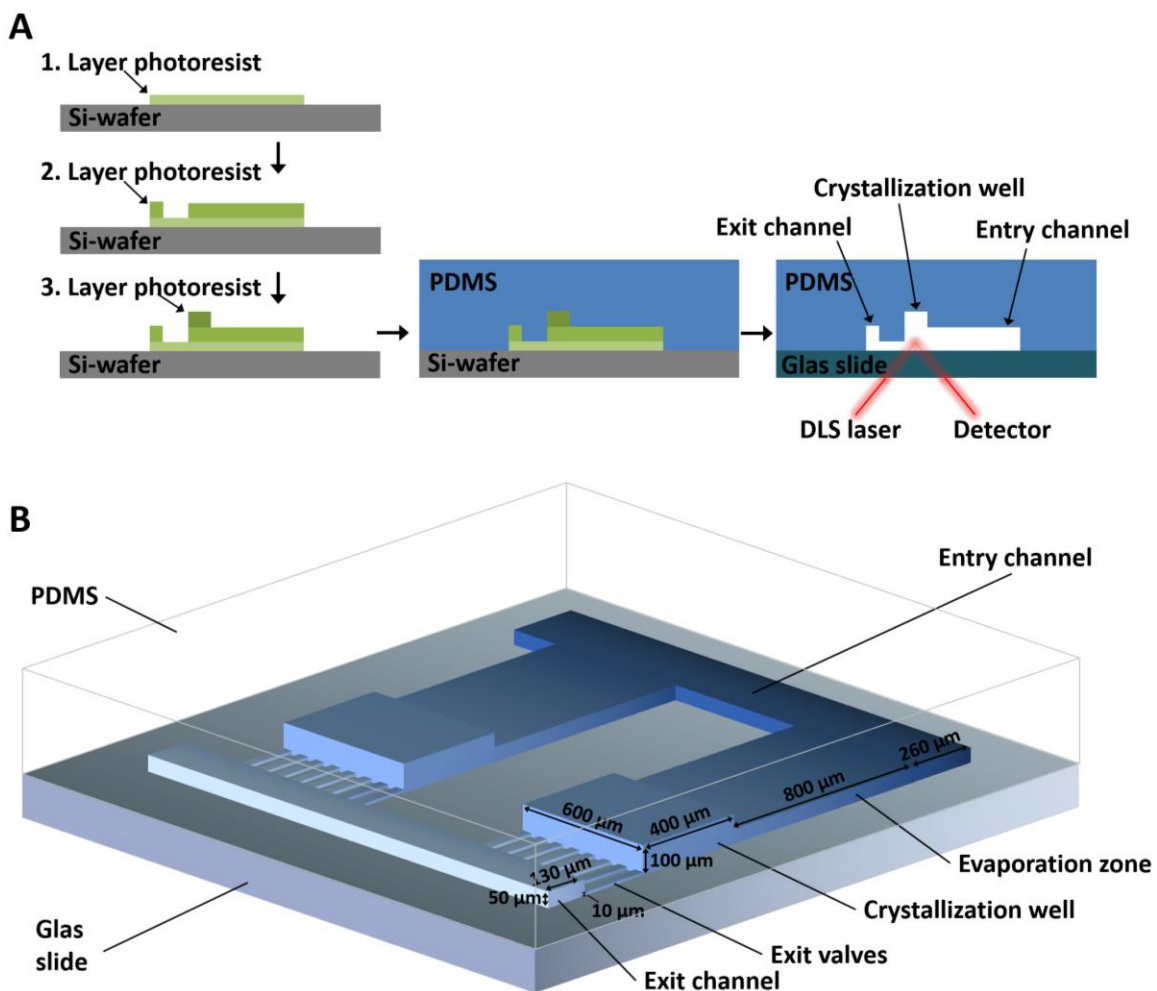 A
1. Layer photoresist
Si-wafer
2. Layer photoresist
Si-wafer
3. Layer photoresist
Si-wafer
PDMS
Si-wafer
Crystallization well
Exit channel
Entry channel
PDMS
Glas slide
DLS laser
Detector
B
PDMS
Entry channel
260 µm
800 µm
600 µm
400 µm
100 µm
130 µm
50 µm
10 µm
Evaporation zone
Crystallization well
Exit valves
Exit channel
Glas
slide